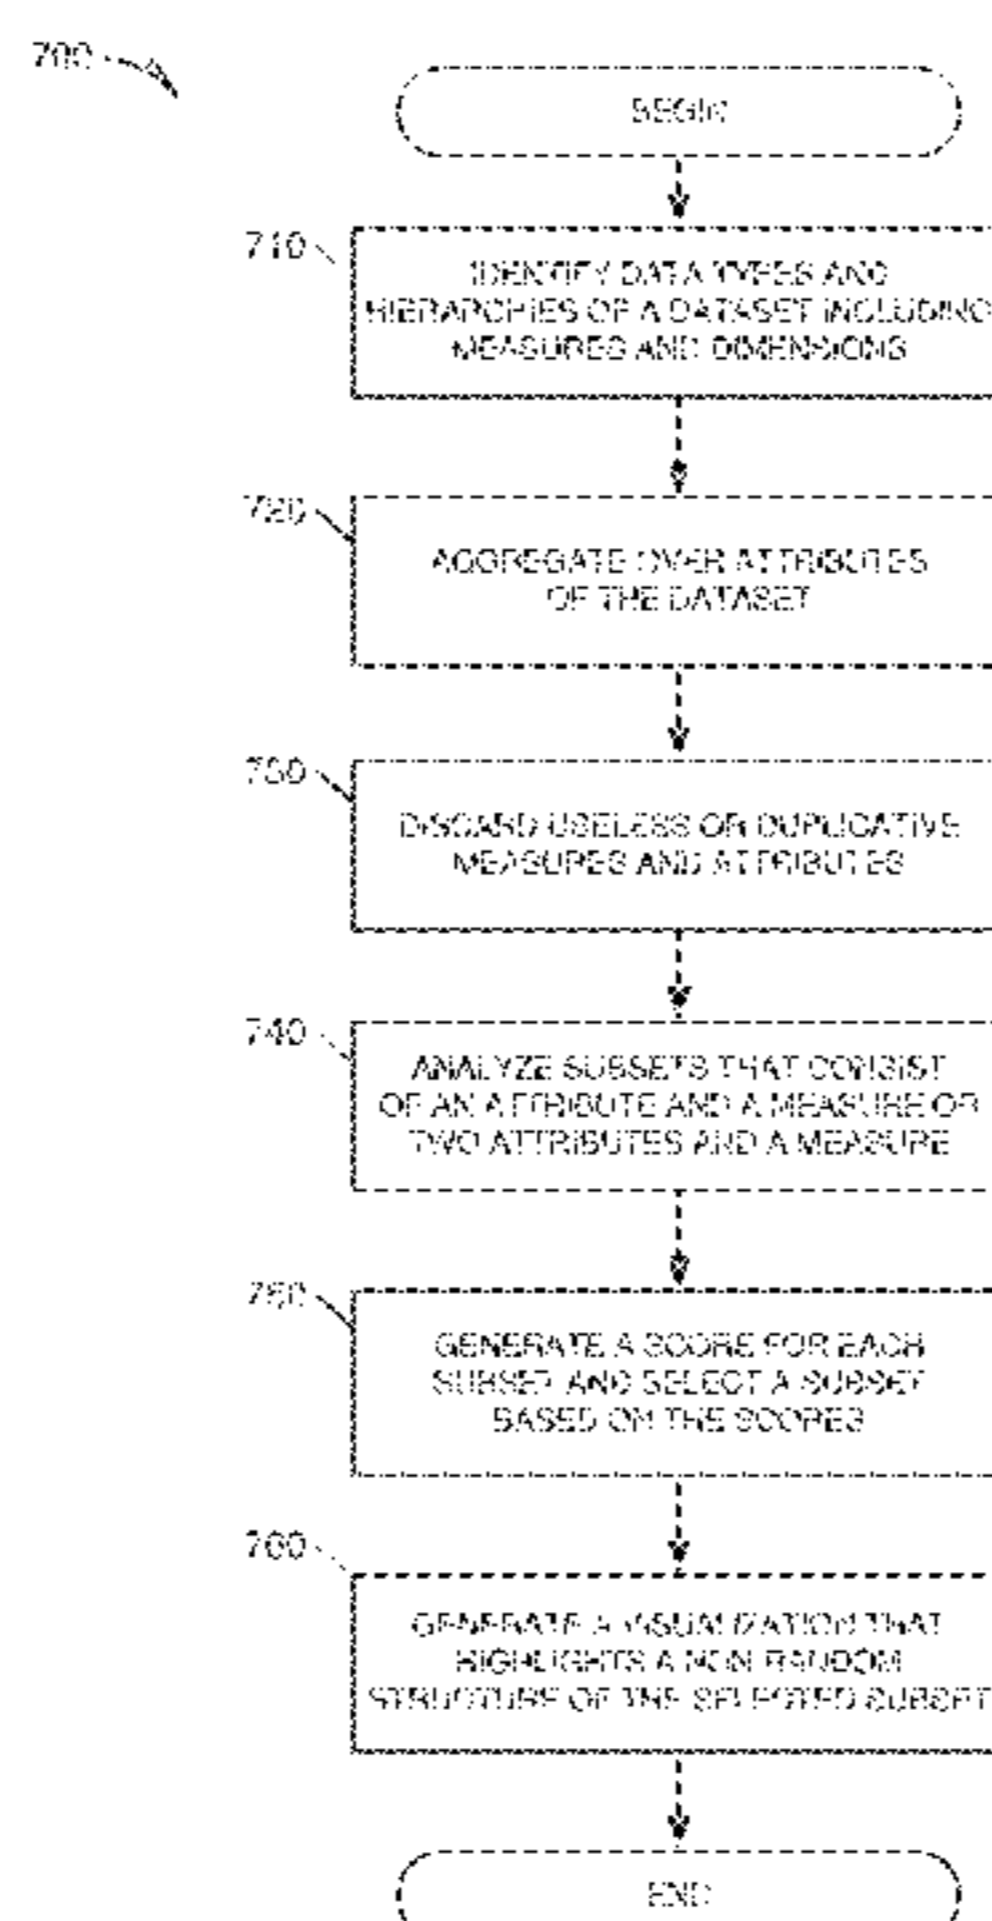 700
BEGIN
710
IDENTIFY DATA TYPES AND
HIERARCHIES OF A DATASET INCLUDING
MEASURES AND DIMENSIONS
720
AGGREGATE OVER ATTRIBUTES
OF THE DATASET
730
DISCARD USELESS OR DUPLICATIVE
MEASURES AND ATTRIBUTES
740
ANALYZE SUBSETS THAT CONSIST
OF AN ATTRIBUTE AND A MEASURE OR
TWO ATTRIBUTES AND A MEASURE
750
GENERATE A SCORE FOR EACH
SUBSET AND SELECT A SUBSET
BASED ON THE SCORES
760
GENERATE A VISUALIZATION THAT
HIGHLIGHTS A NON RANDOM
STRUCTURE OF THE SELECTED SUBSET
END